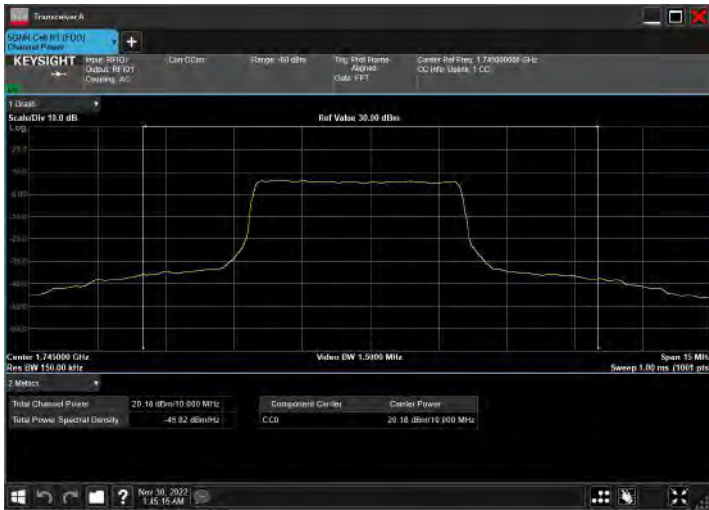 Transceiver A
5GNR-Cell N1 (FDD)
Channel Power
+
KEYSIGHT
Input: RFIO1
Output: RFIO1
Coupling: AC
Corr CCorr
Range: -60 dBm
Trig: Prot Frame
Aligned
Gate: FFT
Carrier Ref Freq: 1.745000000 GHz
CC Info: Uplink, 1 CC
1 Graph
Scale/Div 10.0 dB
Ref Value 30.00 dBm
Log
Center 1.745000 GHz
Video BW 1.5000 MHz
Span 15 MHz
Res BW 150.00 kHz
Sweep 1.00 ms (1001 pts
2 Metrics
Total Channel Power
20.18 dBm/10.000 MHz
Component Carrier
Carrier Power
Total Power Spectral Density
-49.82 dBm/Hz
CC0
20.18 dBm/10.000 MHz
?
Nov 30, 2022
1:45:15 AM